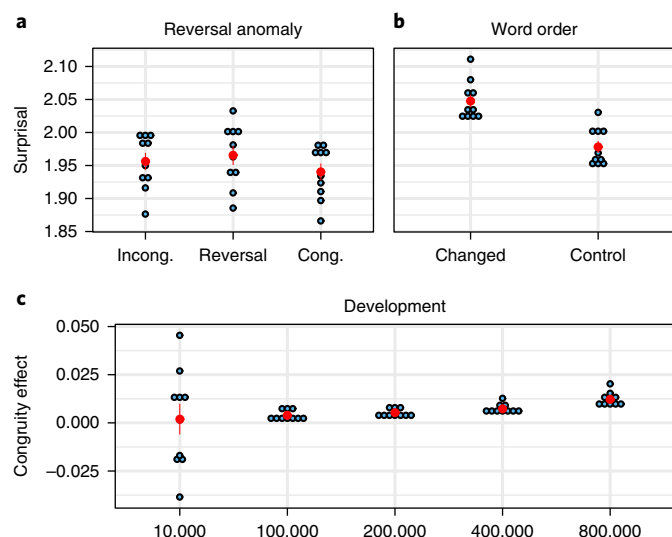 a Reversal anomaly
Surprisal
2.10
2.05
2.00
1.95
1.90
1.85
Incong. Reversal Cong.
b Word order
Changed Control
c Development
Congruity effect
0.050
0.025
0.000
−0.025
10.000 100.000 200.000 400.000 800.000